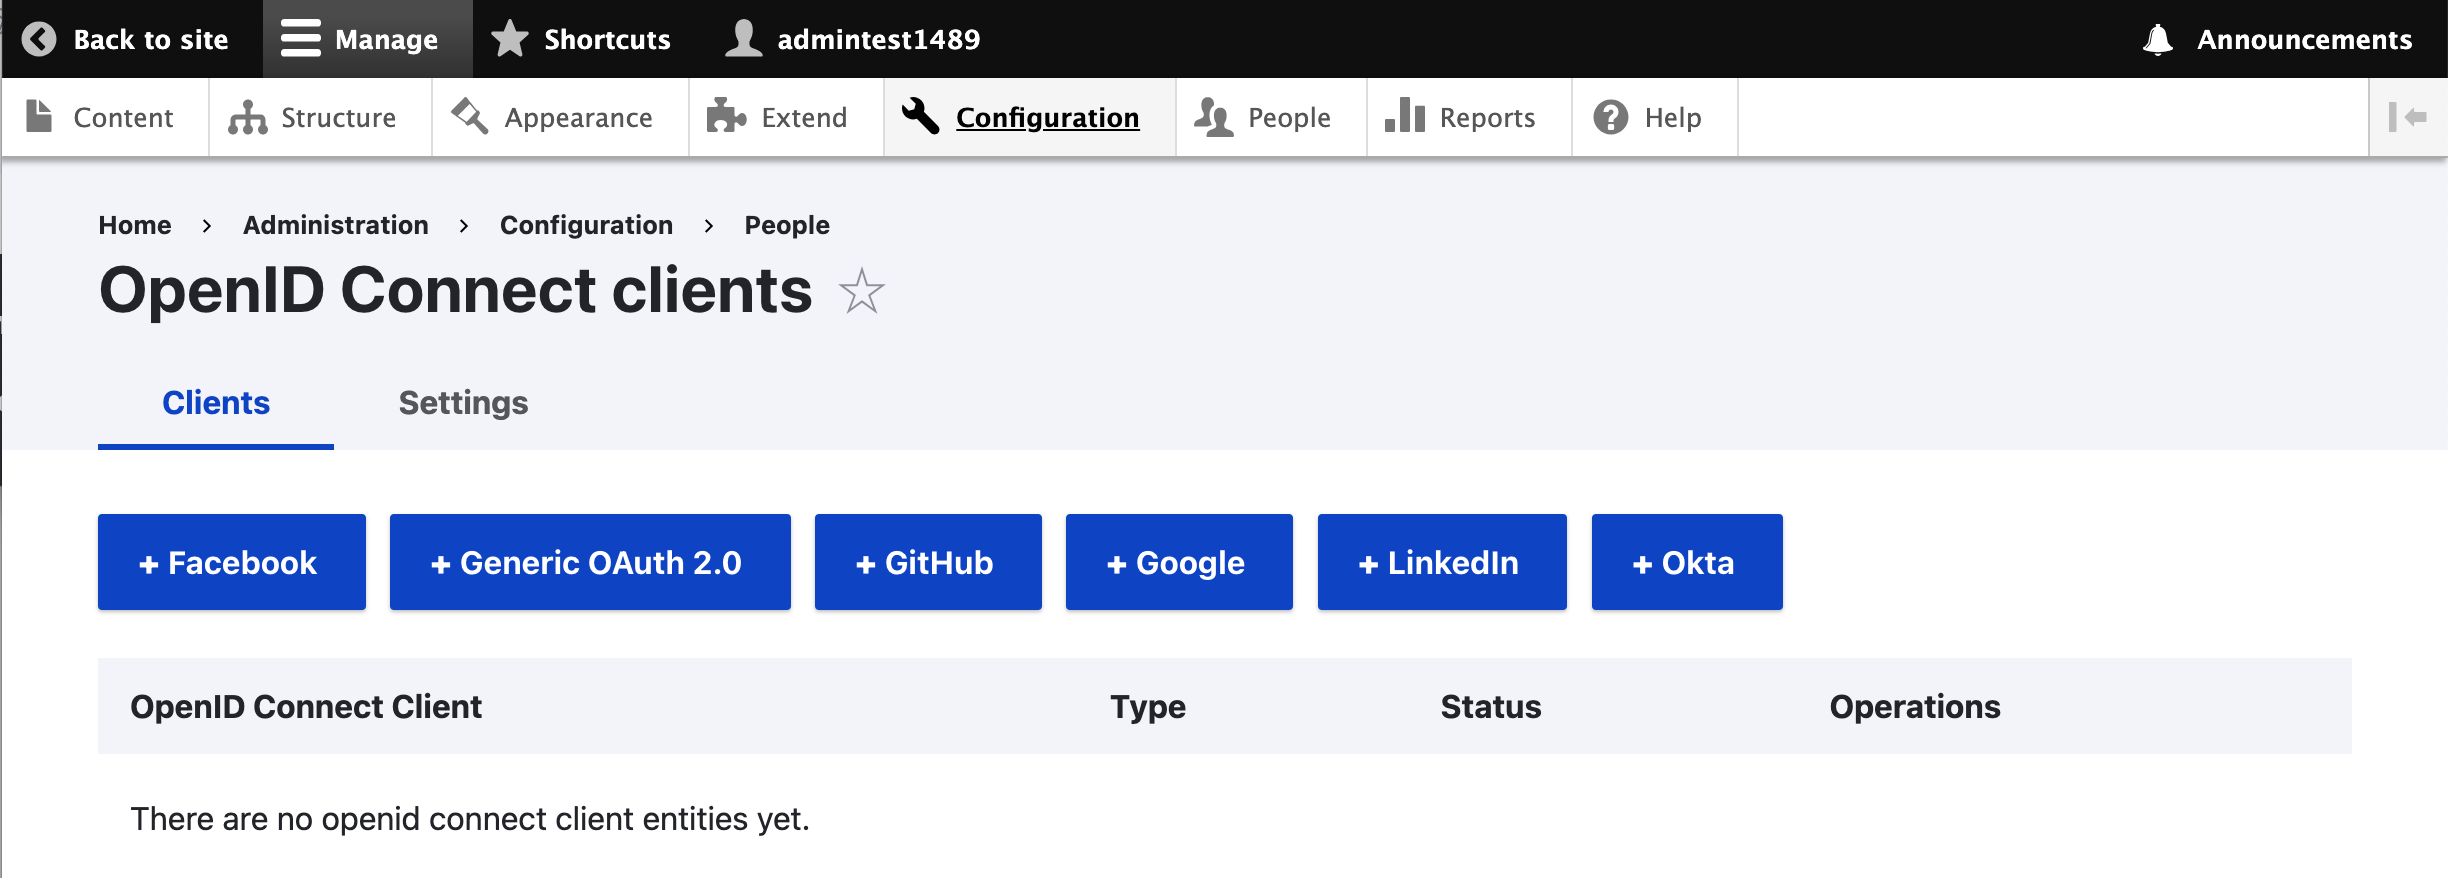 Back to site Manage Shortcuts admintest1489 Announcements
Content Structure Appearance Extend Configuration People Reports Help
Home > Administration > Configuration > People
OpenID Connect clients
Clients Settings
+ Facebook + Generic OAuth 2.0 + GitHub + Google + LinkedIn + Okta
OpenID Connect Client Type Status Operations
There are no openid connect client entities yet.